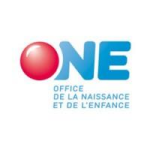 ONE
OFFICE
DE LA NAISSANCE
ET DE L'ENFANCE